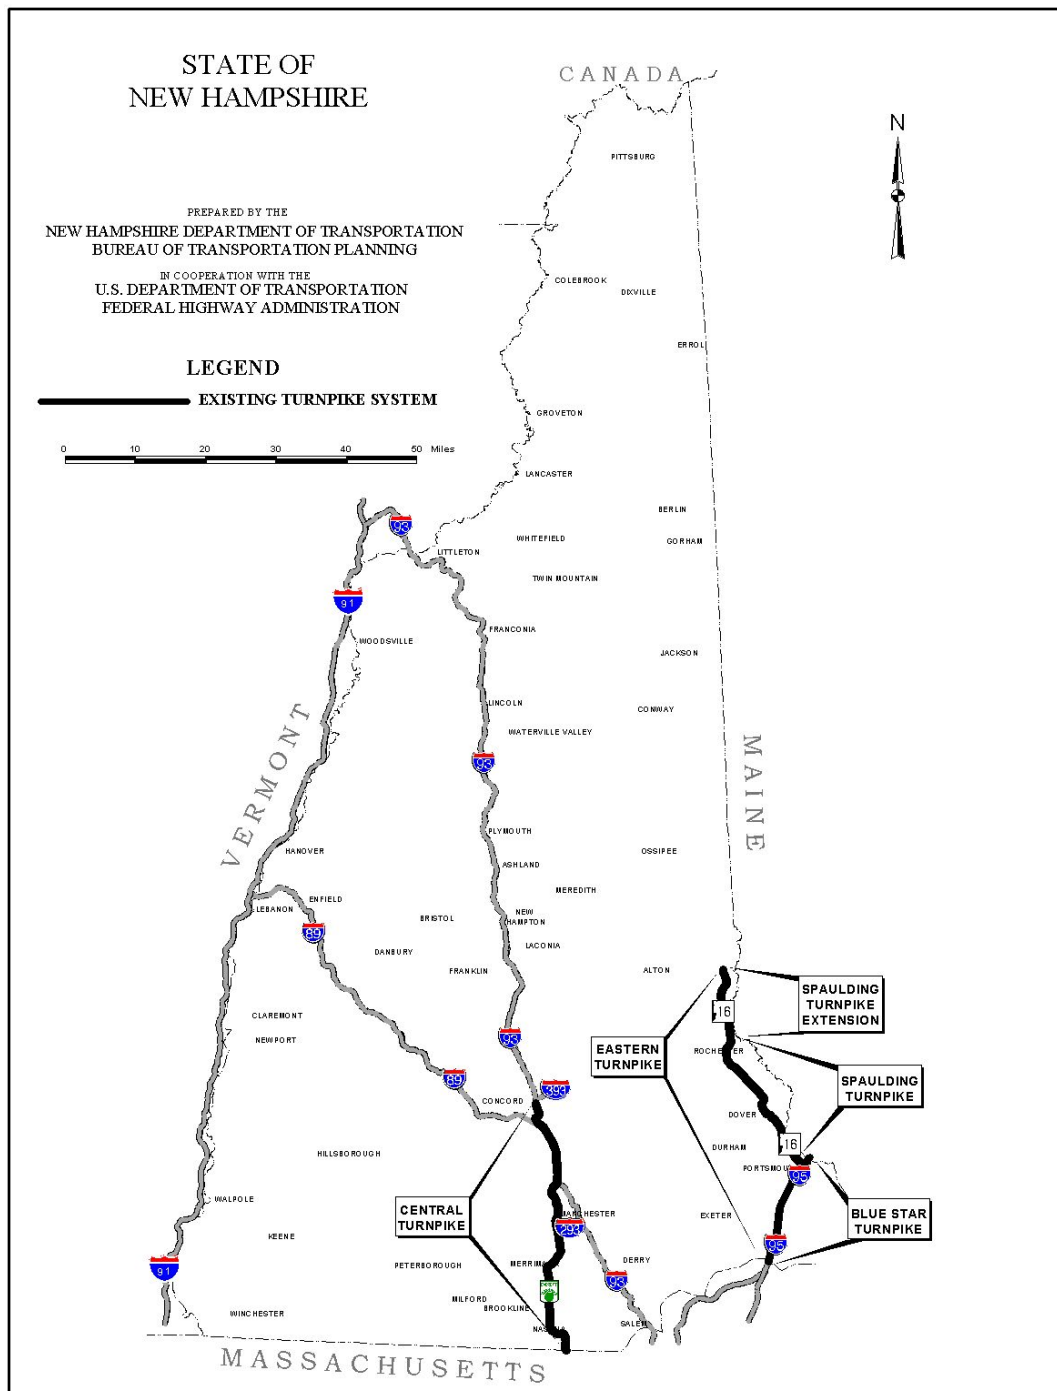 STATE OF
NEW HAMPSHIRE
CANADA
N
PITTSBURG
PREPARED BY THE
NEW HAMPSHIRE DEPARTMENT OF TRANSPORTATION
BUREAU OF TRANSPORTATION PLANNING
IN COOPERATION WITH THE
U.S. DEPARTMENT OF TRANSPORTATION
FEDERAL HIGHWAY ADMINISTRATION
COLEBROOK
DIXVILLE
ERROL
LEGEND
EXISTING TURNPIKE SYSTEM
GROVETON
0 10 20 30 40 50 Miles
LANCASTER
BERLIN
93
WHITEFIELD
GORHAM
LITTLETON
TWIN MOUNTAIN
91
FRANCONIA
WOODSVILLE
JACKSON
LINCOLN
CONWAY
WATERVILLE VALLEY
VERMONT
MAINE
93
PLYMOUTH
HANOVER
ASHLAND
OSSIPEE
MEREDITH
ENFIELD
LEBANON
NEW
HAMPTON
BRISTOL
89
LACONIA
DANBURY
FRANKLIN
ALTON
SPAULDING
TURNPIKE
EXTENSION
16
CLAREMONT
NEWPORT
93
EASTERN
TURNPIKE
ROCHESTER
89
393
SPAULDING
TURNPIKE
CONCORD
DOVER
16
DURHAM
HILLSBOROUGH
PORTSMOU
95
WALPOLE
CENTRAL
TURNPIKE
MANCHESTER
293
EXETER
BLUE STAR
TURNPIKE
KEENE
95
PETERBOROUGH
MERRIMA
DERRY
91
93
MILFORD
BROOKLINE
WINCHESTER
NASHUA
SALEM
MASSACHUSETTS